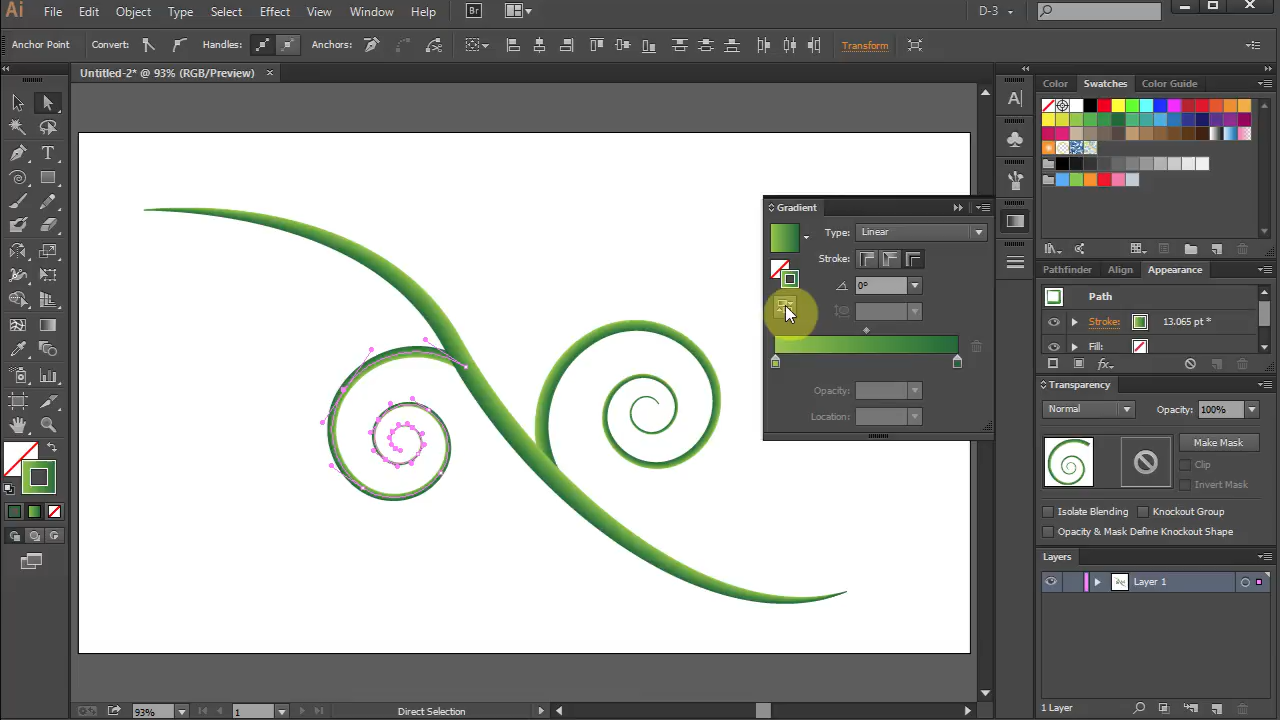 Ai File Edit Object Type Select Effect View Window Help Br D-3
Anchor Point Convert: Handles: Anchors: Transform
Untitled-2* @ 93% (RGB/Preview) ×
Color Swatches Color Guide
A
Gradient
Type: Linear
Stroke:
0°
Opacity:
Location:
Pathfinder Align Appearance
Path
Stroke: 13.065 pt *
Fill:
fx
Transparency
Normal Opacity: 100%
Make Mask
Clip
Invert Mask
Isolate Blending Knockout Group
Opacity & Mask Define Knockout Shape
Layers
Layer 1
1 Layer
93% 1 Direct Selection